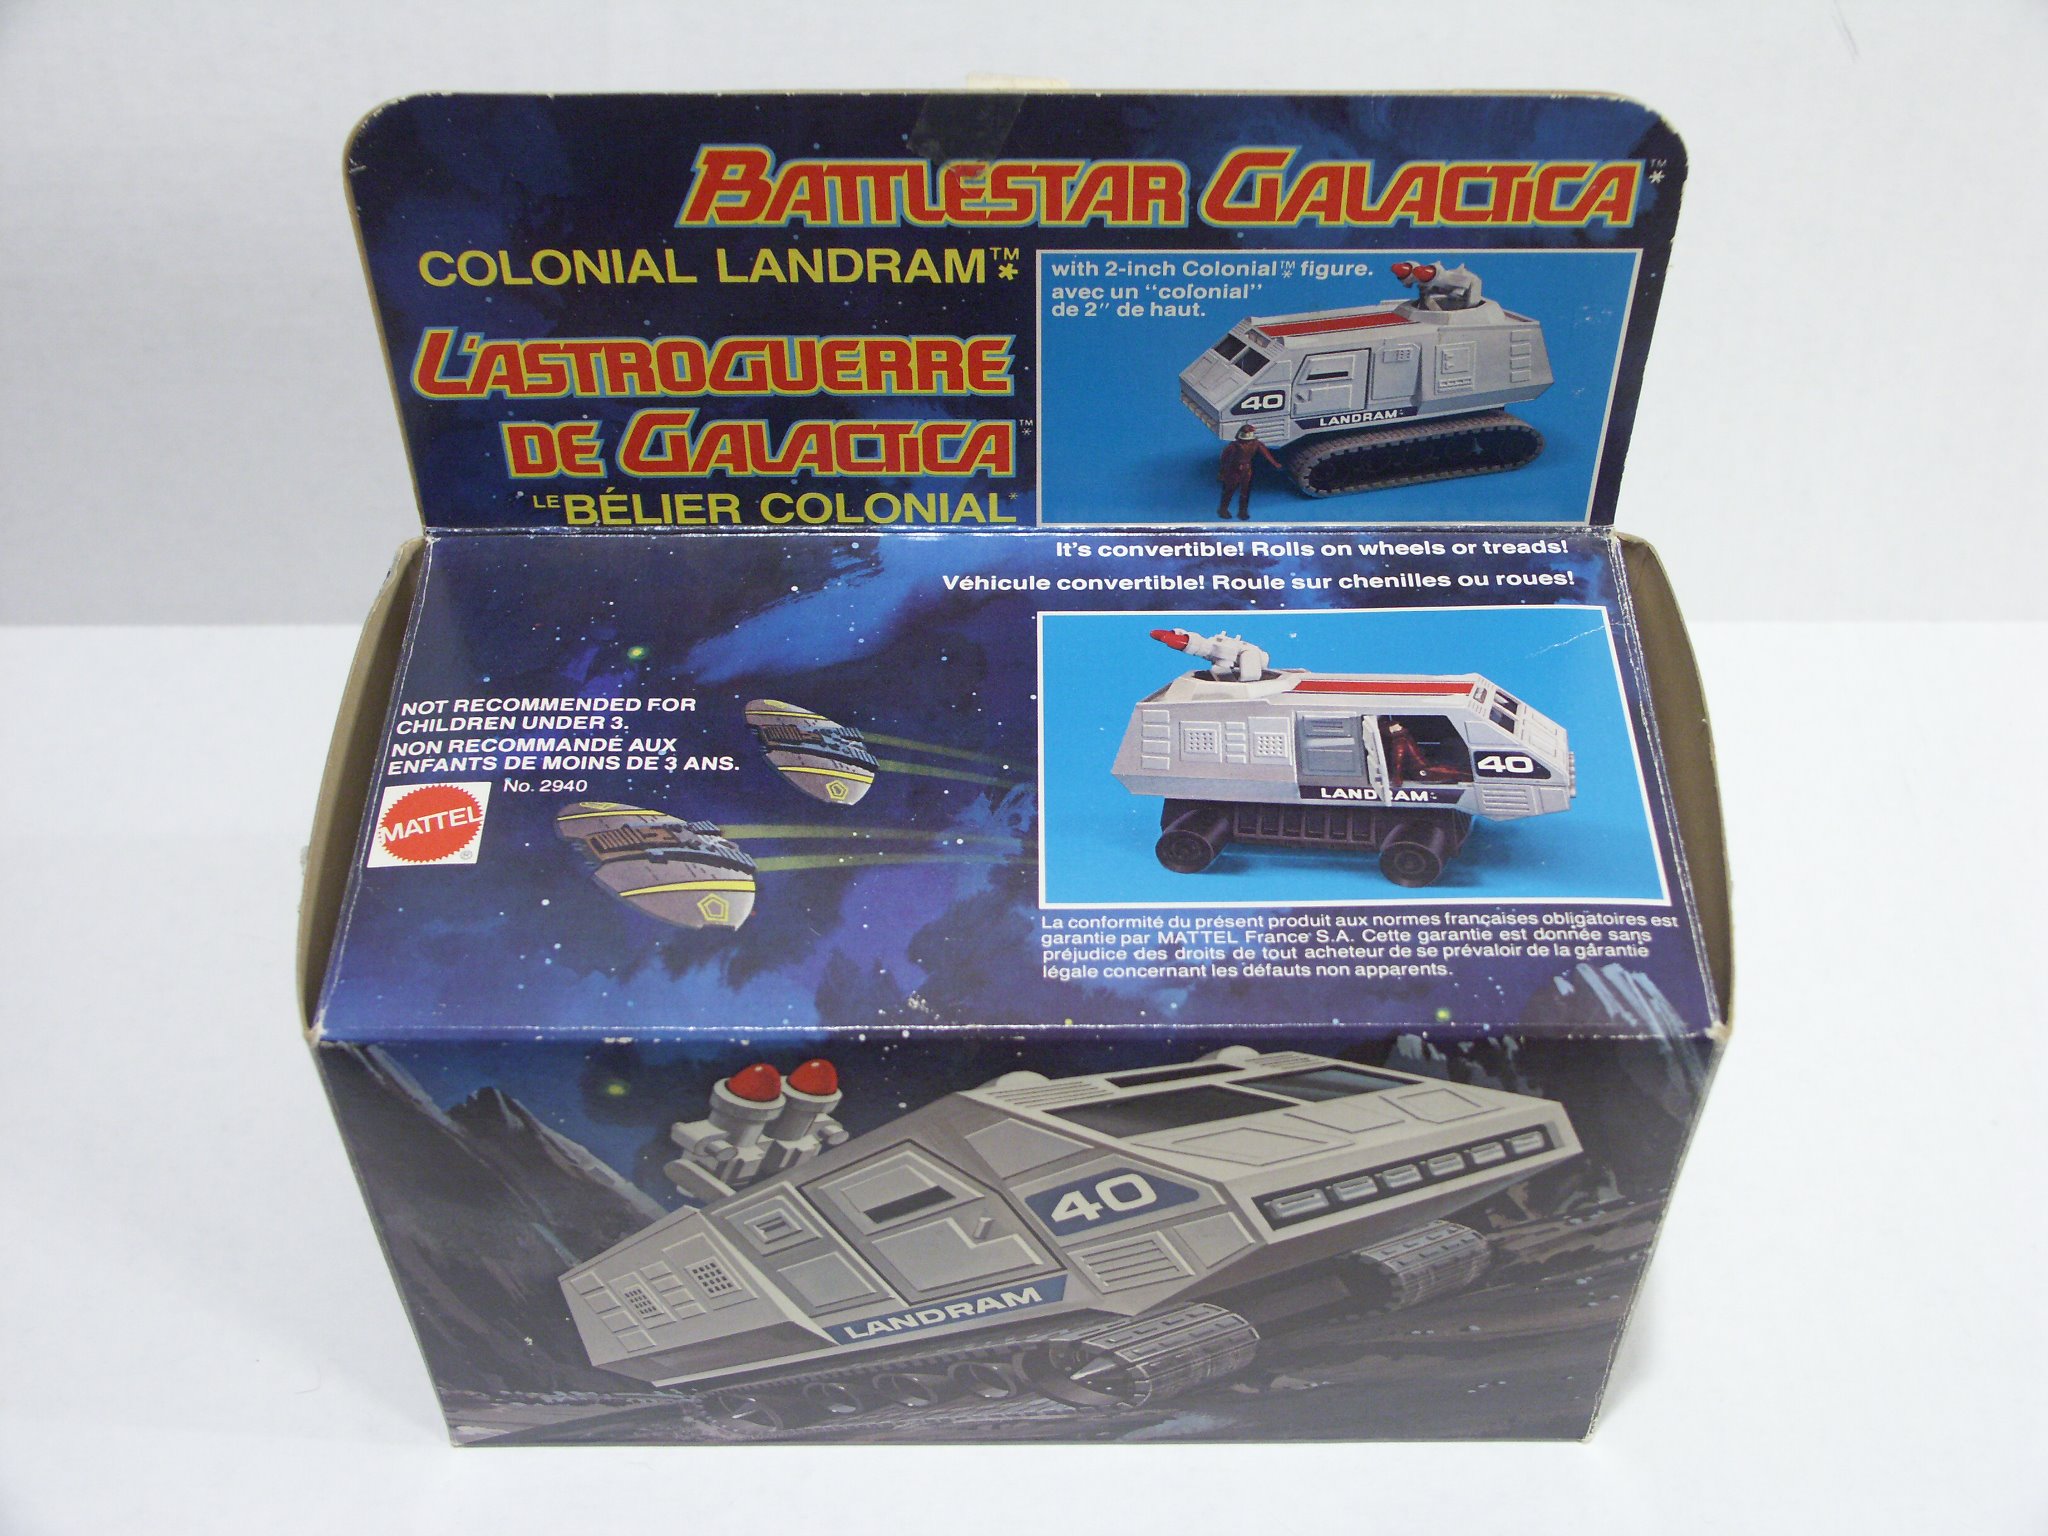 BATTLESTAR GALACTICA™*
COLONIAL LANDRAM™*
L'ASTROGUERRE
DE GALACTICA™*
LE BÉLIER COLONIAL*
with 2-inch Colonial™* figure.
avec un "colonial"
de 2" de haut.
40
LANDRAM
It's convertible! Rolls on wheels or treads!
Véhicule convertible! Roule sur chenilles ou roues!
NOT RECOMMENDED FOR
CHILDREN UNDER 3.
NON RECOMMANDÉ AUX
ENFANTS DE MOINS DE 3 ANS.
No. 2940
MATTEL®
40
LANDRAM
La conformité du présent produit aux normes françaises obligatoires est
garantie par MATTEL France S.A. Cette garantie est donnée sans
préjudice des droits de tout acheteur de se prévaloir de la garantie
légale concernant les défauts non apparents.
40
LANDRAM